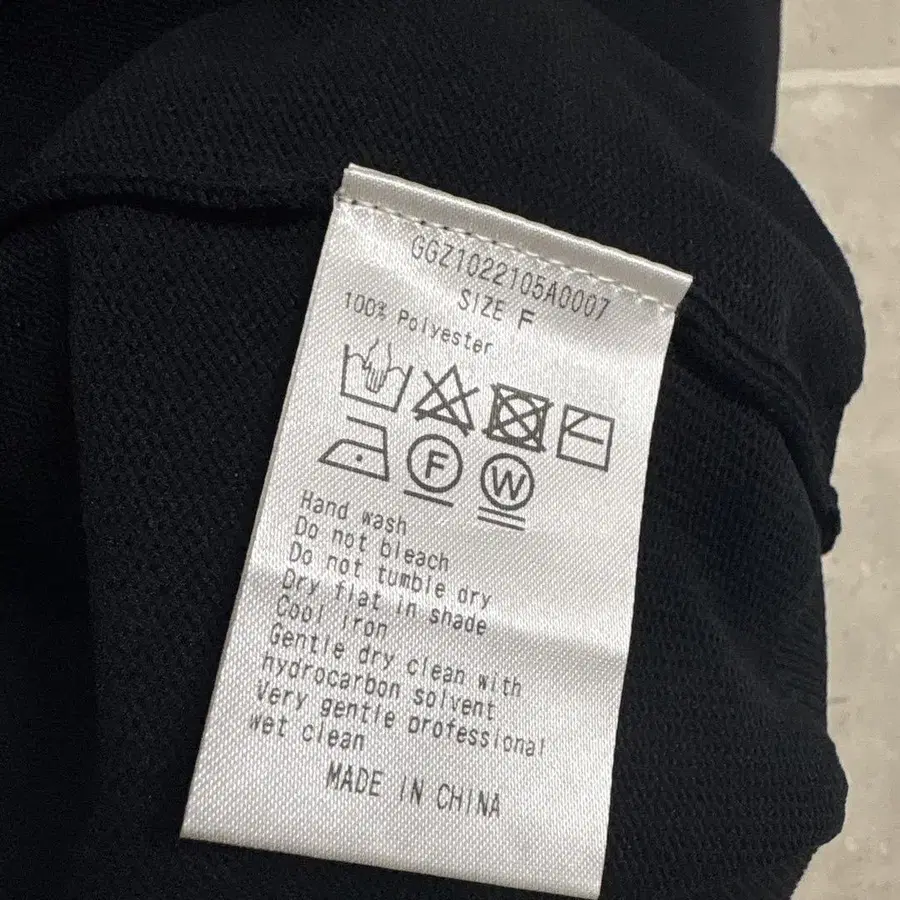 GGZ1022105A0007
SIZE F
100% Polyester
F
W
Hand wash
Do not bleach
Do not tumble dry
Dry flat in shade
Cool iron
Gentle dry clean with
hydrocarbon solvent
Very gentle professional
wet clean
MADE IN CHINA